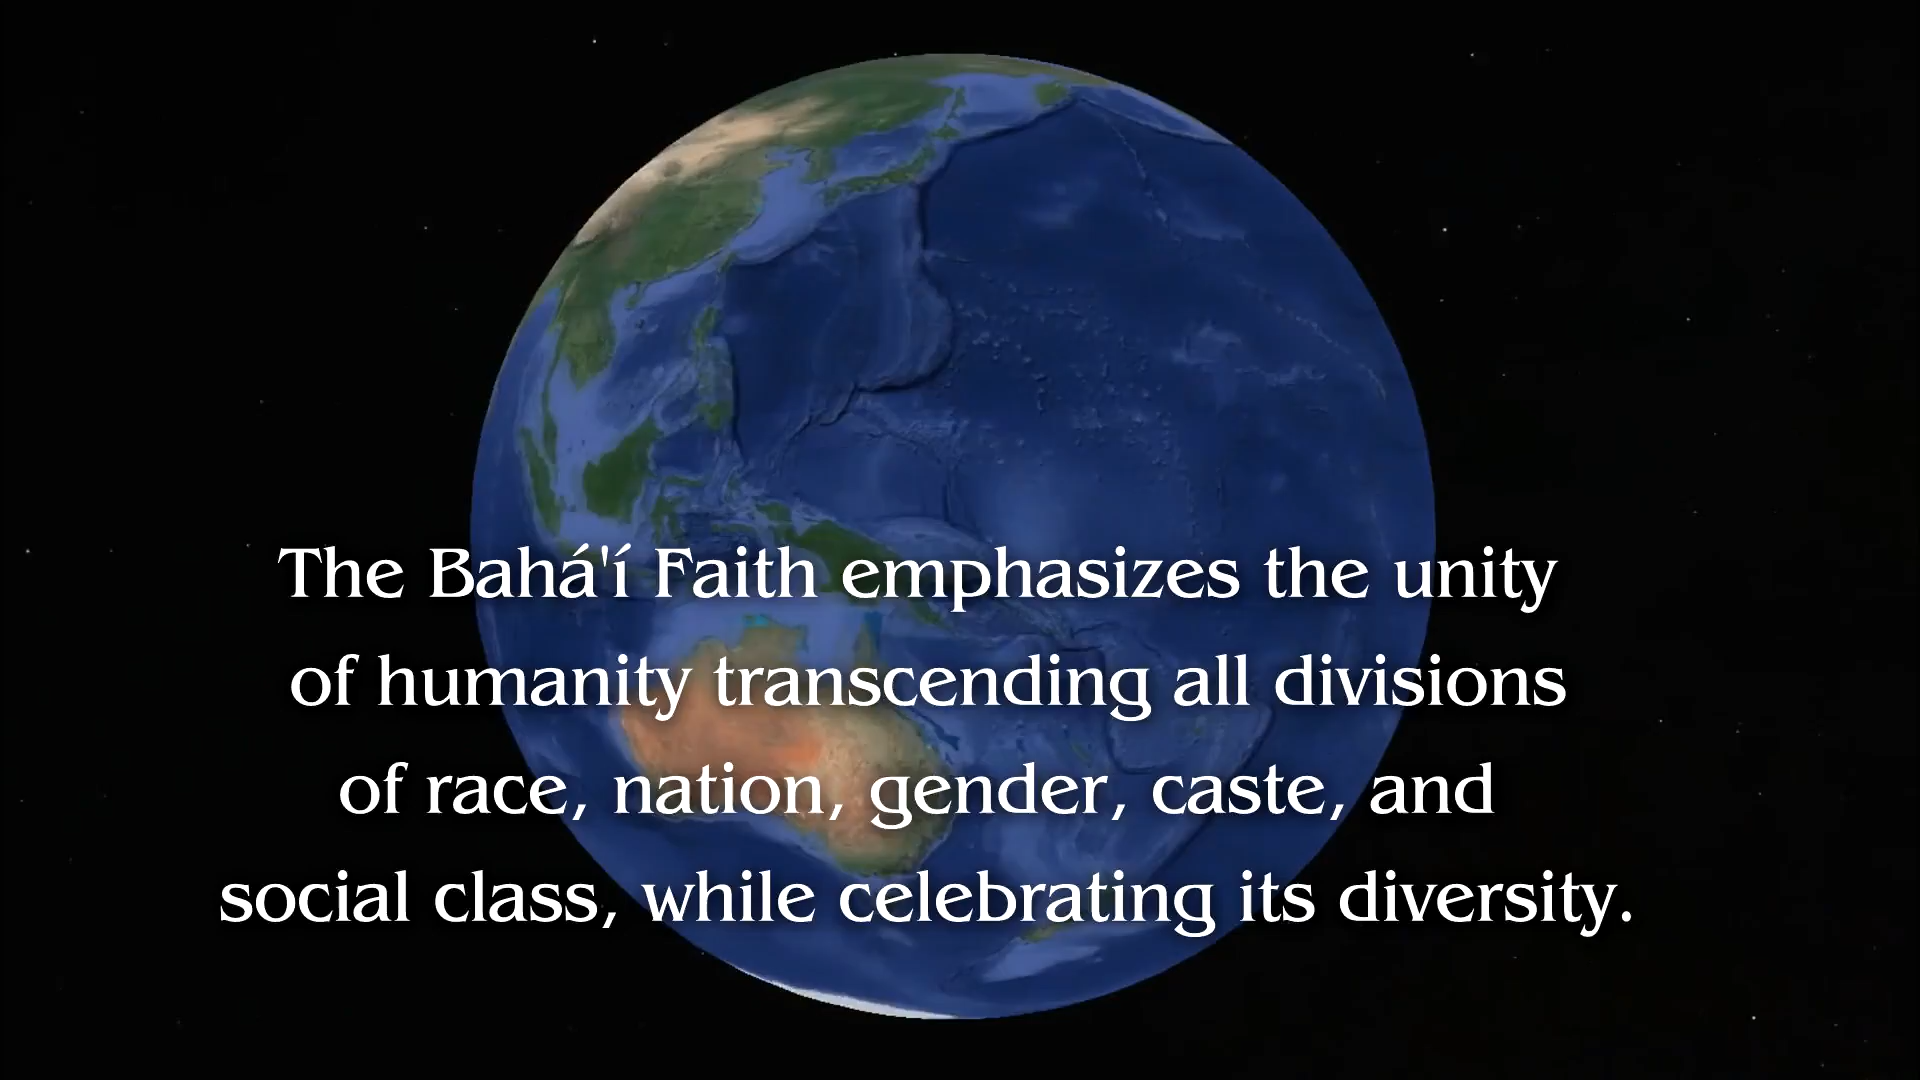 The Bahá'í Faith emphasizes the unity
of humanity transcending all divisions
of race, nation, gender, caste, and
social class, while celebrating its diversity.